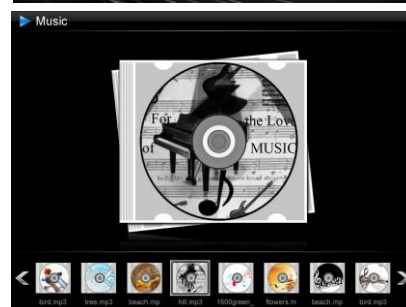 Music
For the Love
of MUSIC
bird.mp3 tree.mp3 beach.mp hill.mp3 1600green_ flowers.m beach.mp bird.mp3